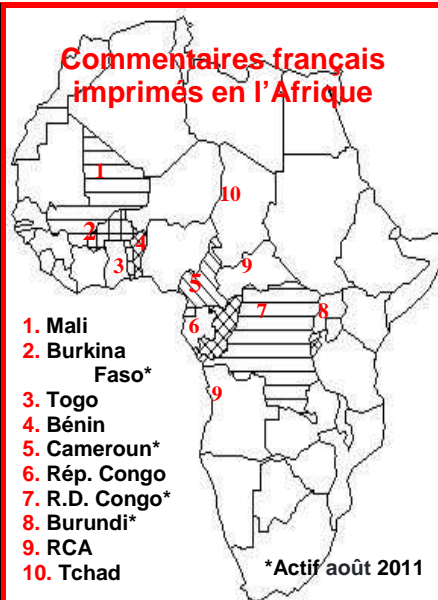 Commentaires français
imprimés en l'Afrique
1
10
2
4
3
9
5
7
8
6
9
1. Mali
2. Burkina
Faso*
3. Togo
4. Bénin
5. Cameroun*
6. Rép. Congo
7. R.D. Congo*
8. Burundi*
9. RCA
10. Tchad
*Actif août 2011